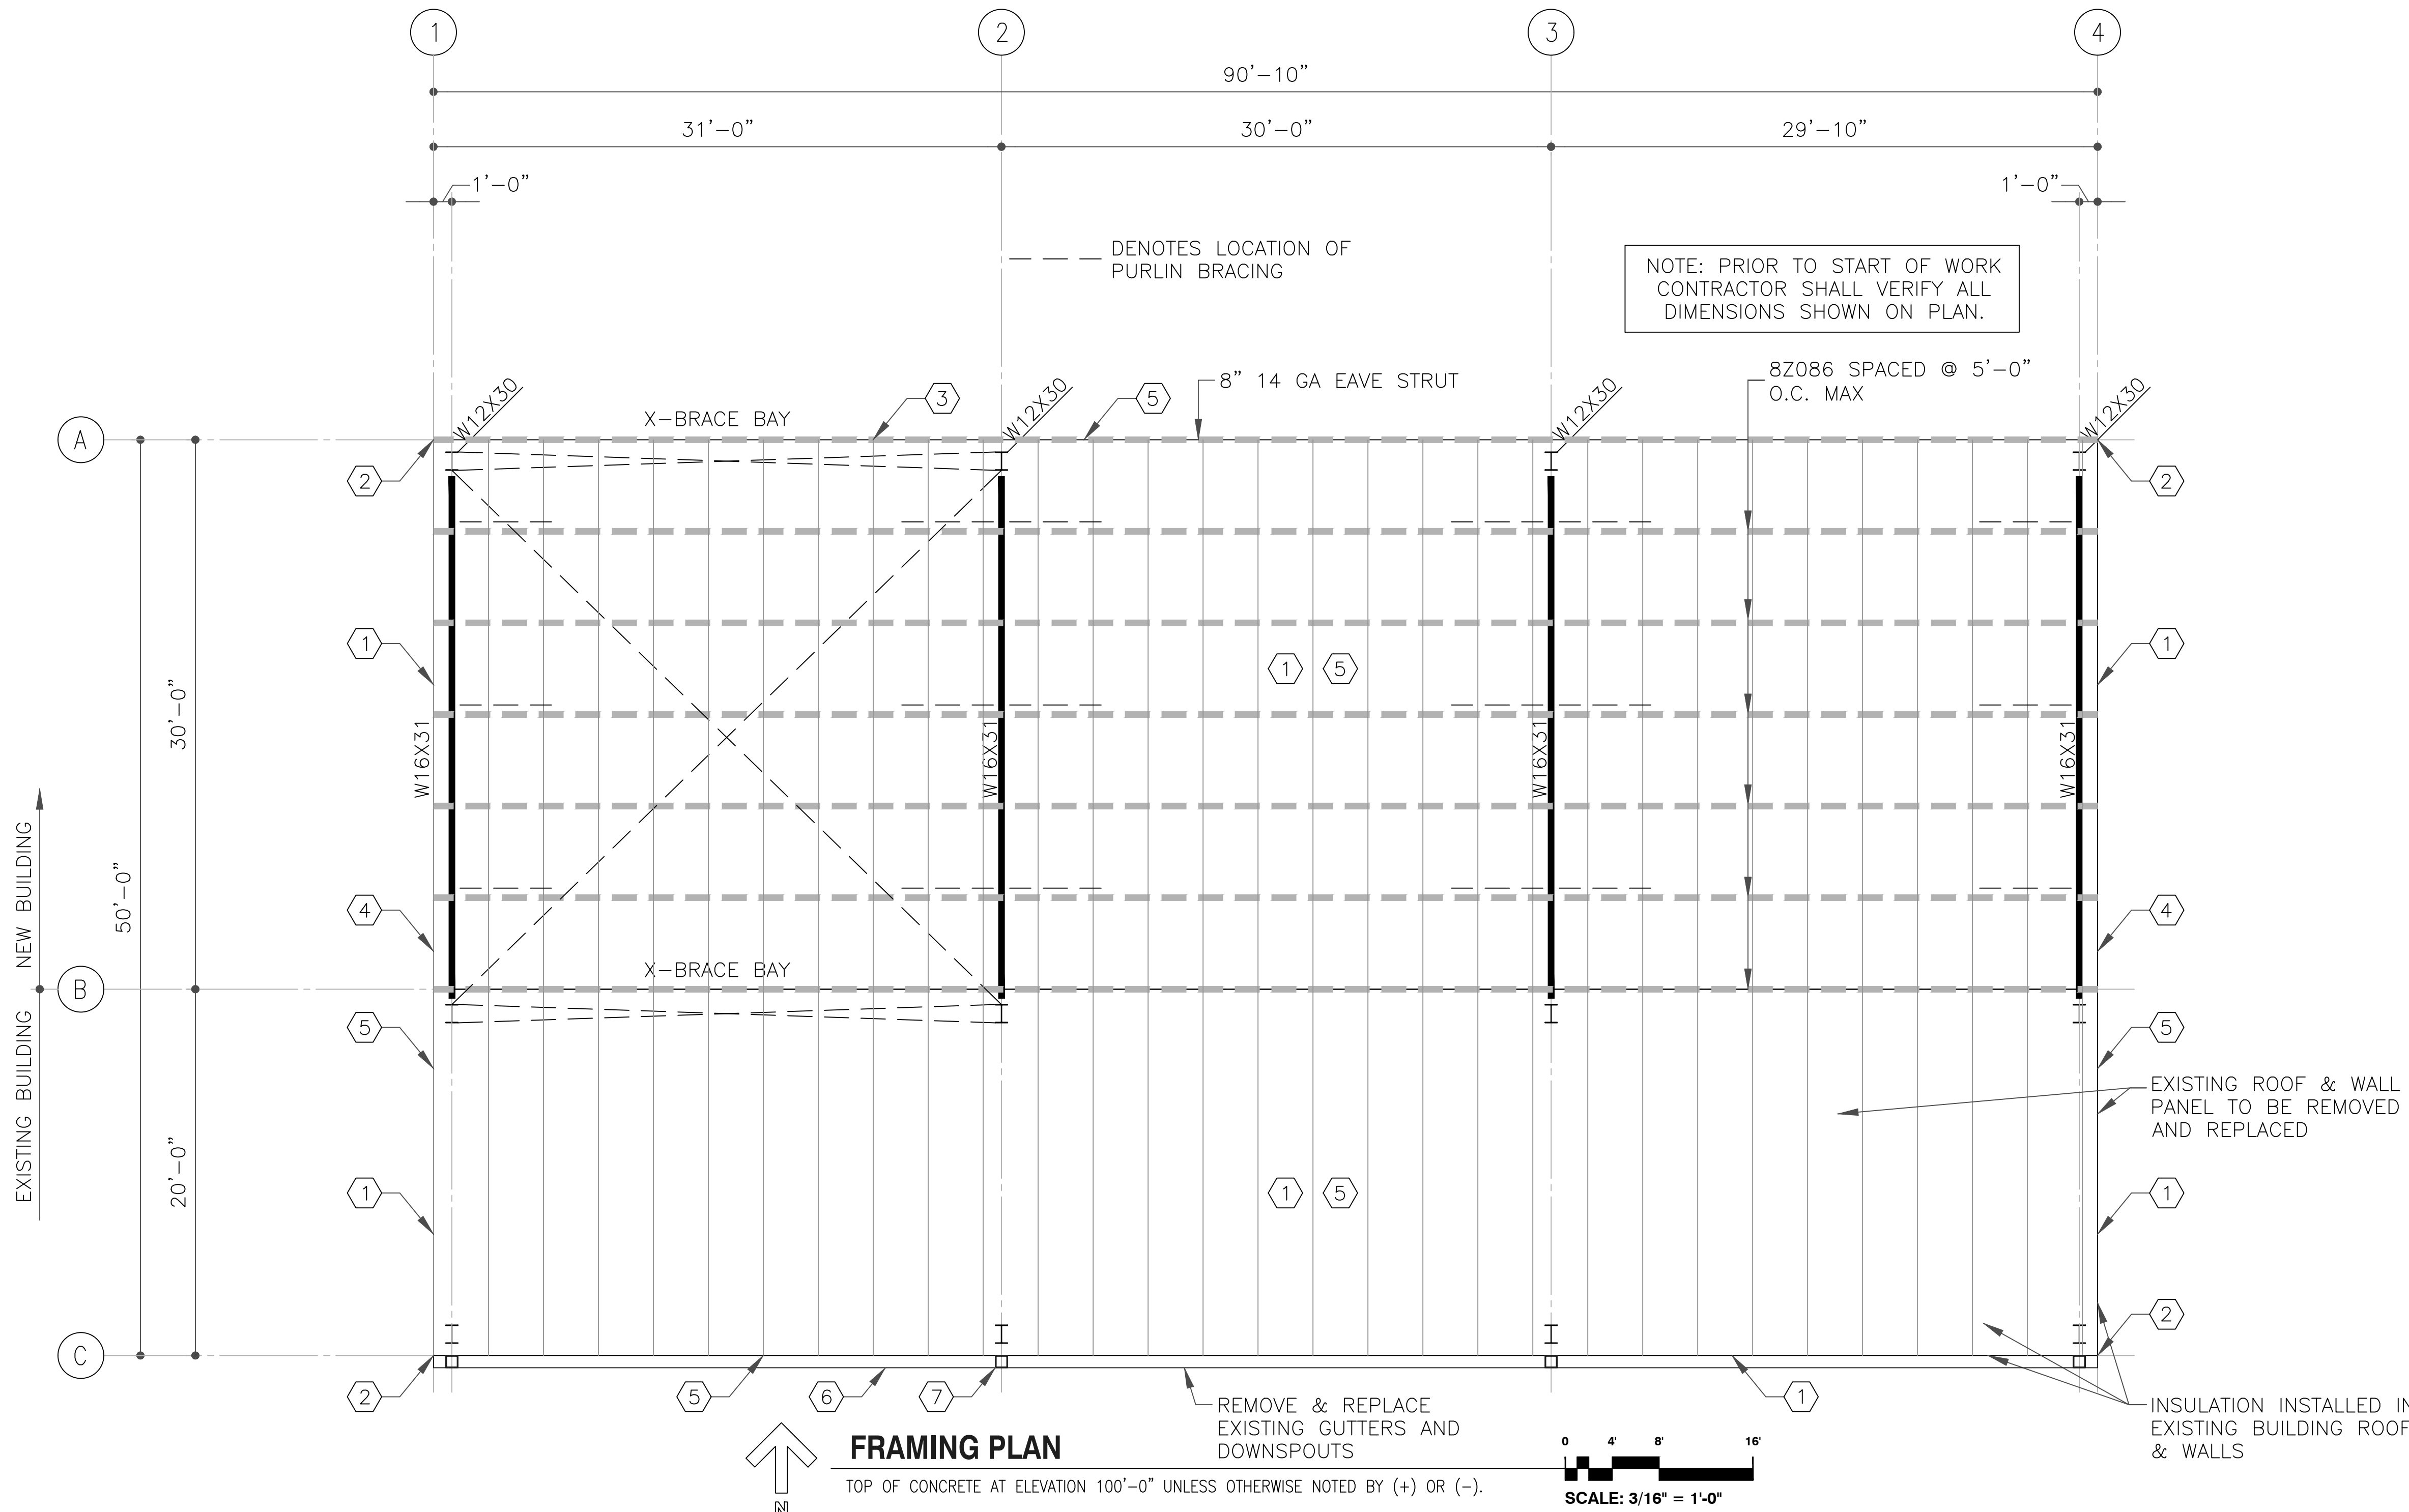 1
2
3
4
90'-10"
31'-0"
30'-0"
29'-10"
1'-0"
1'-0"
DENOTES LOCATION OF
PURLIN BRACING
NOTE: PRIOR TO START OF WORK
CONTRACTOR SHALL VERIFY ALL
DIMENSIONS SHOWN ON PLAN.
8" 14 GA EAVE STRUT
8Z086 SPACED @ 5'-0"
O.C. MAX
W12X30
W12X30
W12X30
W12X30
X-BRACE BAY
3
5
A
2
2
1
1
1
5
30'-0"
W16X31
W16X31
W16X31
W16X31
NEW BUILDING
50'-0"
4
4
X-BRACE BAY
B
5
5
EXISTING BUILDING
EXISTING ROOF & WALL
PANEL TO BE REMOVED
AND REPLACED
20'-0"
1
1
5
1
2
C
2
5
6
7
1
REMOVE & REPLACE
EXISTING GUTTERS AND
DOWNSPOUTS
INSULATION INSTALLED IN
EXISTING BUILDING ROOF
& WALLS
N
FRAMING PLAN
TOP OF CONCRETE AT ELEVATION 100'-0" UNLESS OTHERWISE NOTED BY (+) OR (-).
0 4' 8' 16'
SCALE: 3/16" = 1'-0"